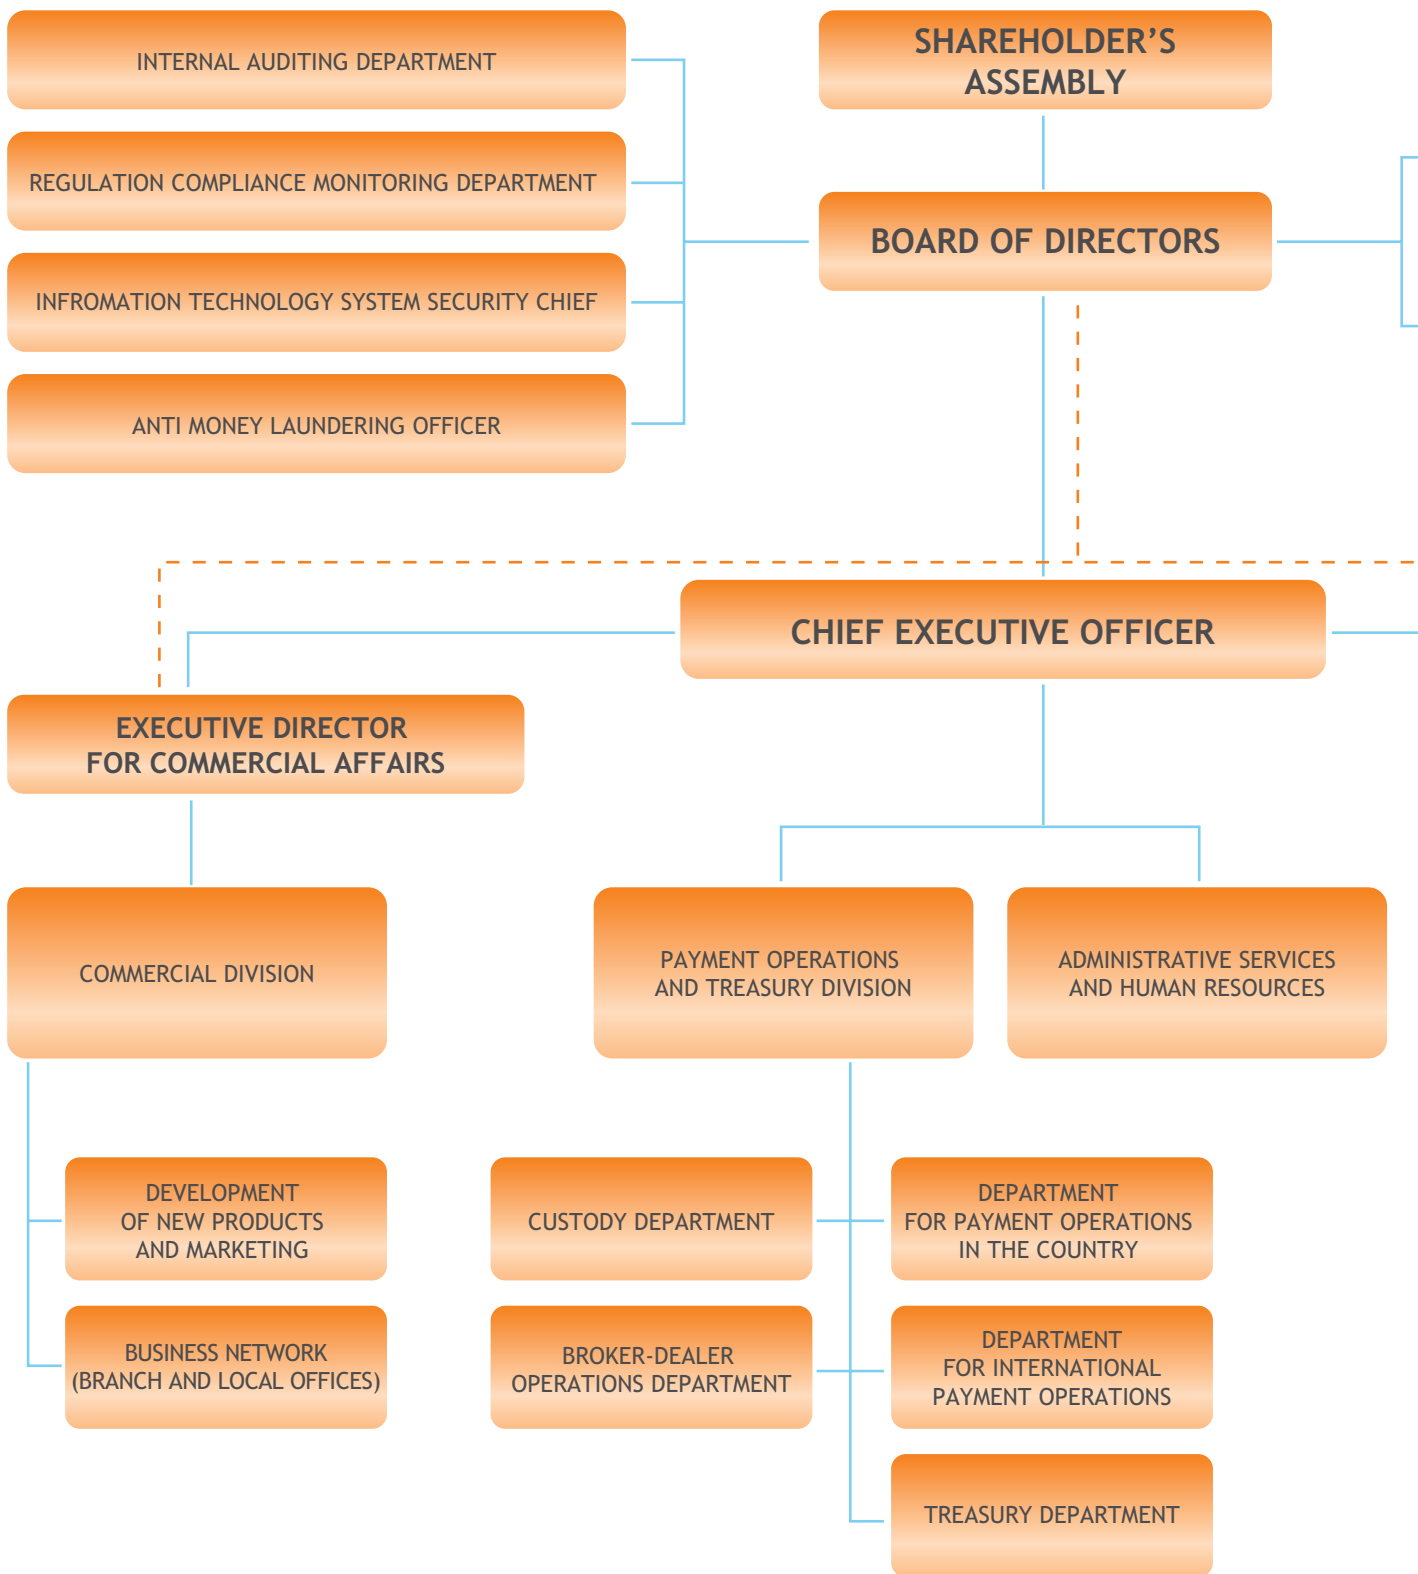 INTERNAL AUDITING DEPARTMENT
SHAREHOLDER'S
ASSEMBLY
REGULATION COMPLIANCE MONITORING DEPARTMENT
BOARD OF DIRECTORS
INFROMATION TECHNOLOGY SYSTEM SECURITY CHIEF
ANTI MONEY LAUNDERING OFFICER
CHIEF EXECUTIVE OFFICER
EXECUTIVE DIRECTOR
FOR COMMERCIAL AFFAIRS
COMMERCIAL DIVISION
PAYMENT OPERATIONS
AND TREASURY DIVISION
ADMINISTRATIVE SERVICES
AND HUMAN RESOURCES
DEVELOPMENT
OF NEW PRODUCTS
AND MARKETING
CUSTODY DEPARTMENT
DEPARTMENT
FOR PAYMENT OPERATIONS
IN THE COUNTRY
BUSINESS NETWORK
(BRANCH AND LOCAL OFFICES)
BROKER-DEALER
OPERATIONS DEPARTMENT
DEPARTMENT
FOR INTERNATIONAL
PAYMENT OPERATIONS
TREASURY DEPARTMENT